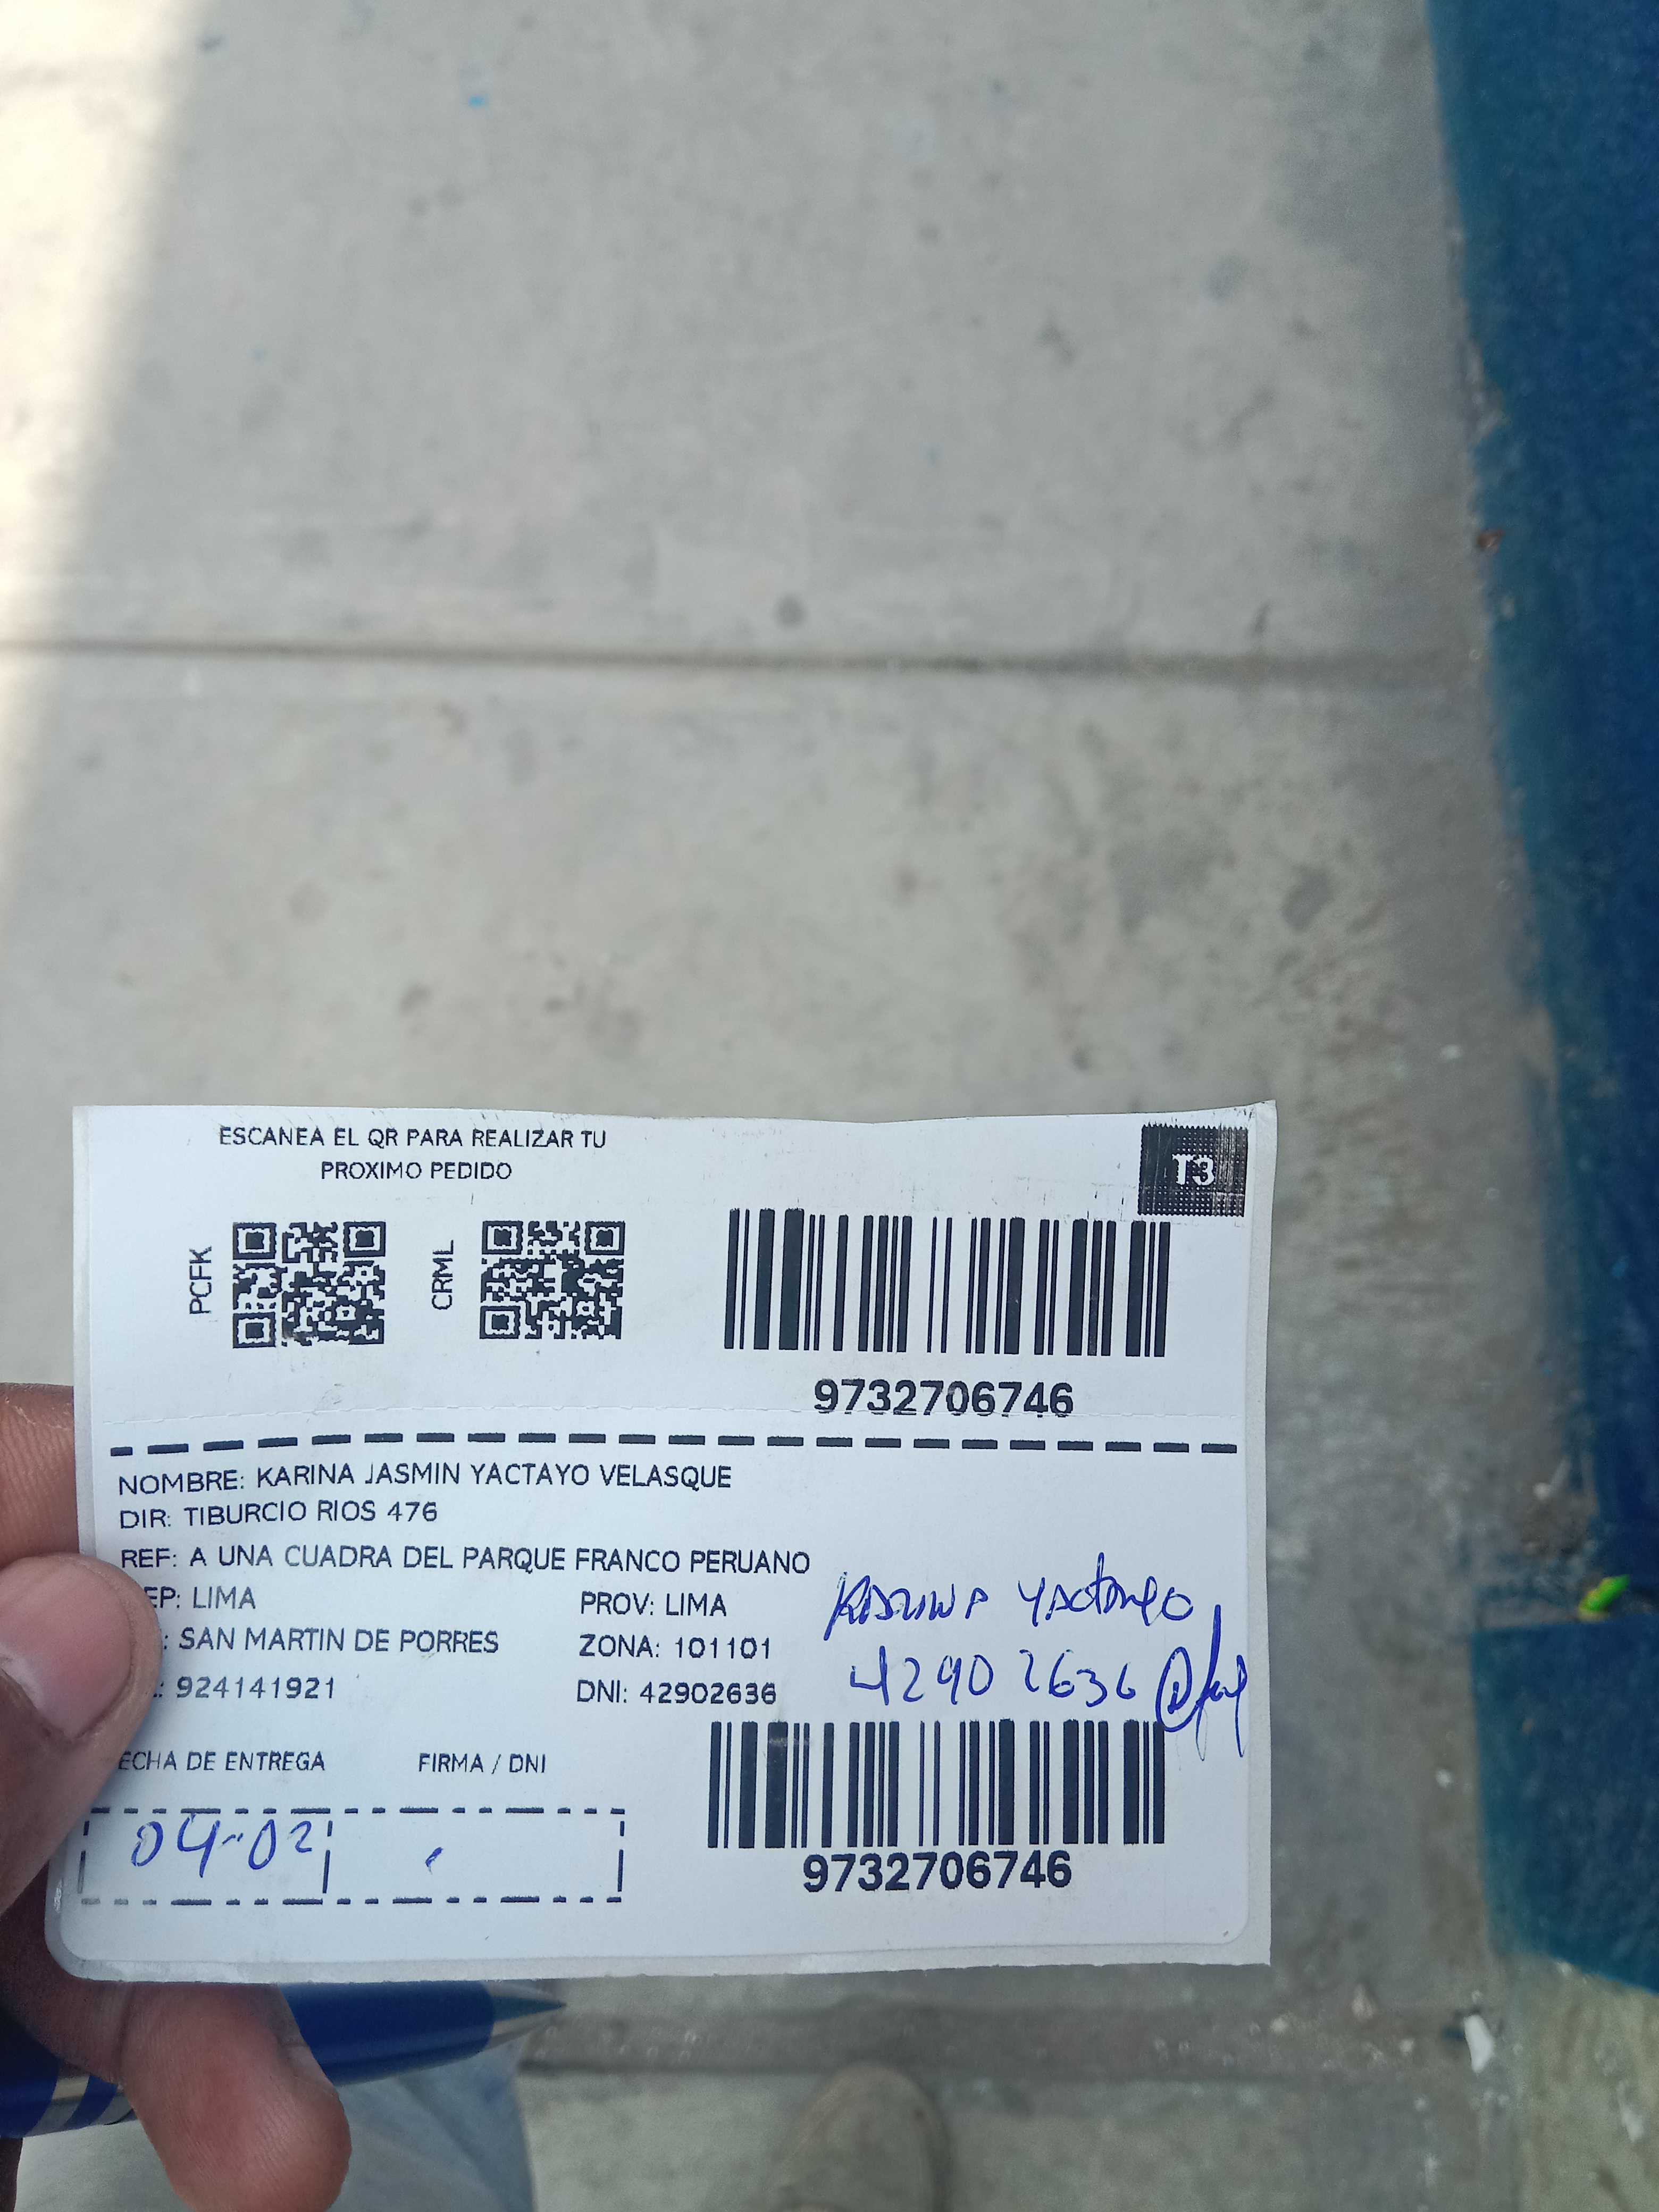 ESCANEA EL QR PARA REALIZAR TU
PROXIMO PEDIDO
T3
PCFK
CRML
9732706746
NOMBRE: KARINA JASMIN YACTAYO VELASQUE
DIR: TIBURCIO RIOS 476
REF: A UNA CUADRA DEL PARQUE FRANCO PERUANO
EP: LIMA PROV: LIMA
: SAN MARTIN DE PORRES ZONA: 101101
.: 924141921 DNI: 42902636
Karina Yactayo
42902636
ECHA DE ENTREGA FIRMA / DNI
04-02
9732706746